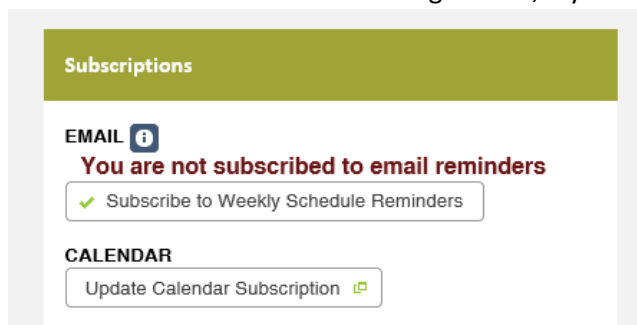 Subscriptions
EMAIL
You are not subscribed to email reminders
Subscribe to Weekly Schedule Reminders
CALENDAR
Update Calendar Subscription